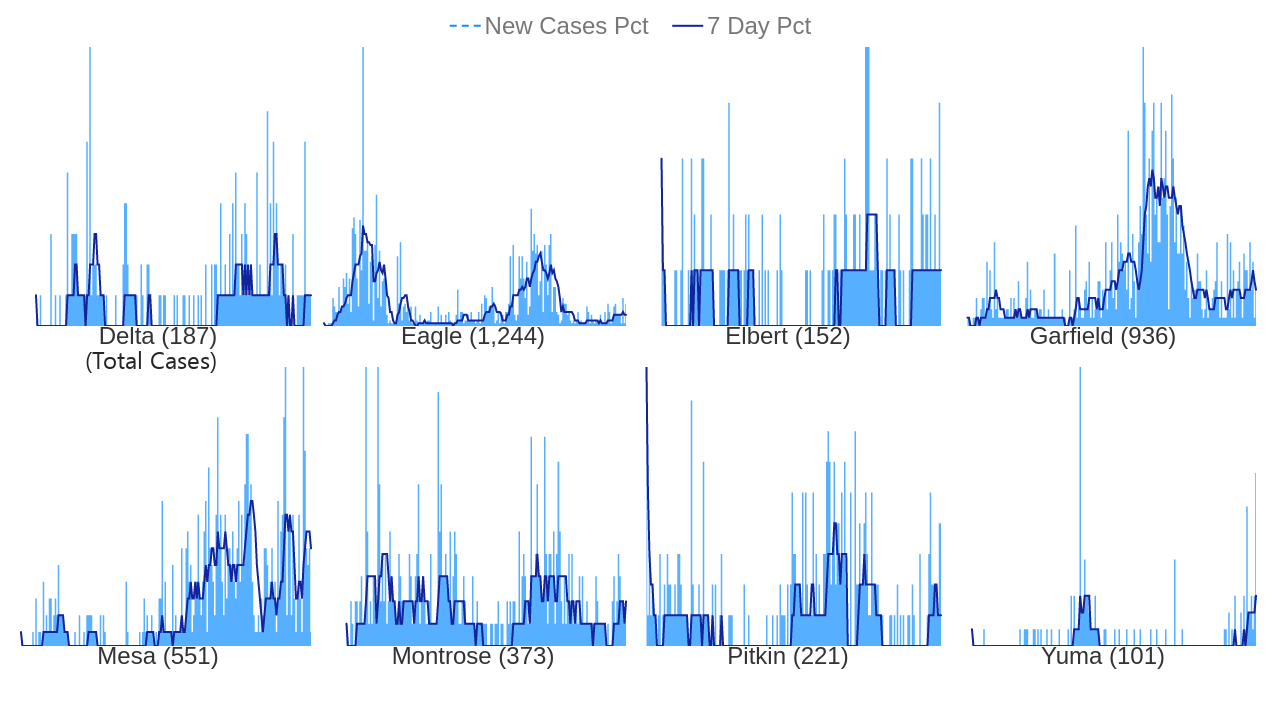 New Cases Pct 7 Day Pct
Delta (187) Eagle (1,244) Elbert (152) Garfield (936)
(Total Cases)
Mesa (551) Montrose (373) Pitkin (221) Yuma (101)